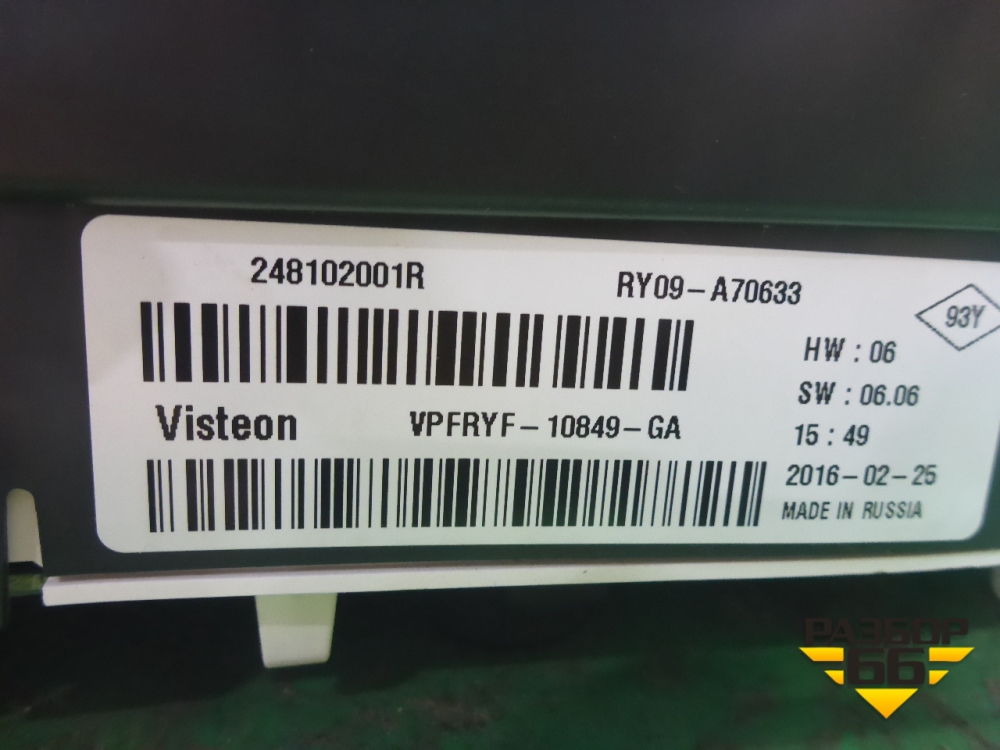 248102001R
RY09-A70633
93Y
HW : 06
SW : 06.06
Visteon
VPFRYF-10849-GA
15 : 49
2016-02-25
MADE IN RUSSIA
РАЗБОР
66